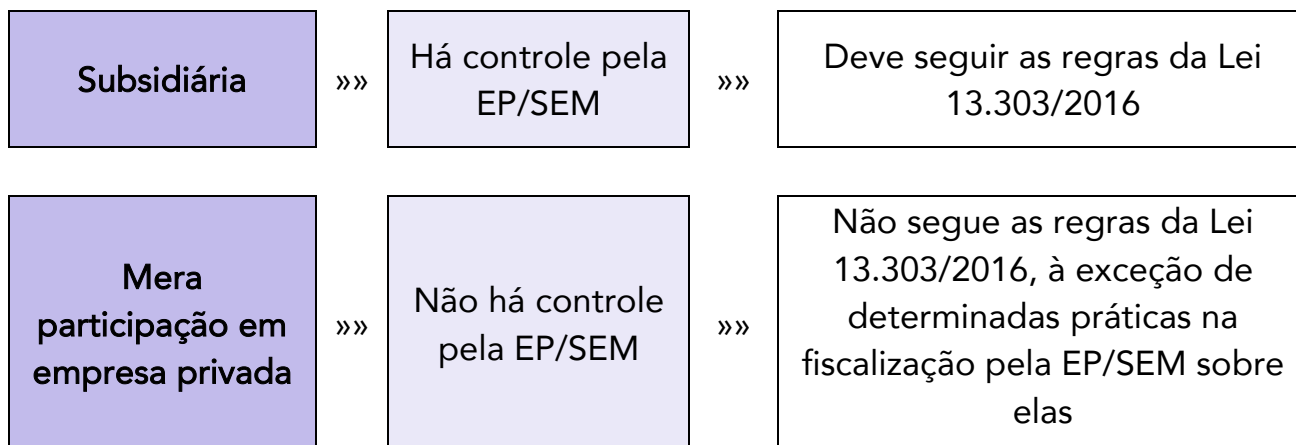 Subsidiária
»»
Há controle pela
EP/SEM
»»
Deve seguir as regras da Lei
13.303/2016
Mera
participação em
empresa privada
»»
Não há controle
pela EP/SEM
»»
Não segue as regras da Lei
13.303/2016, à exceção de
determinadas práticas na
fiscalização pela EP/SEM sobre
elas